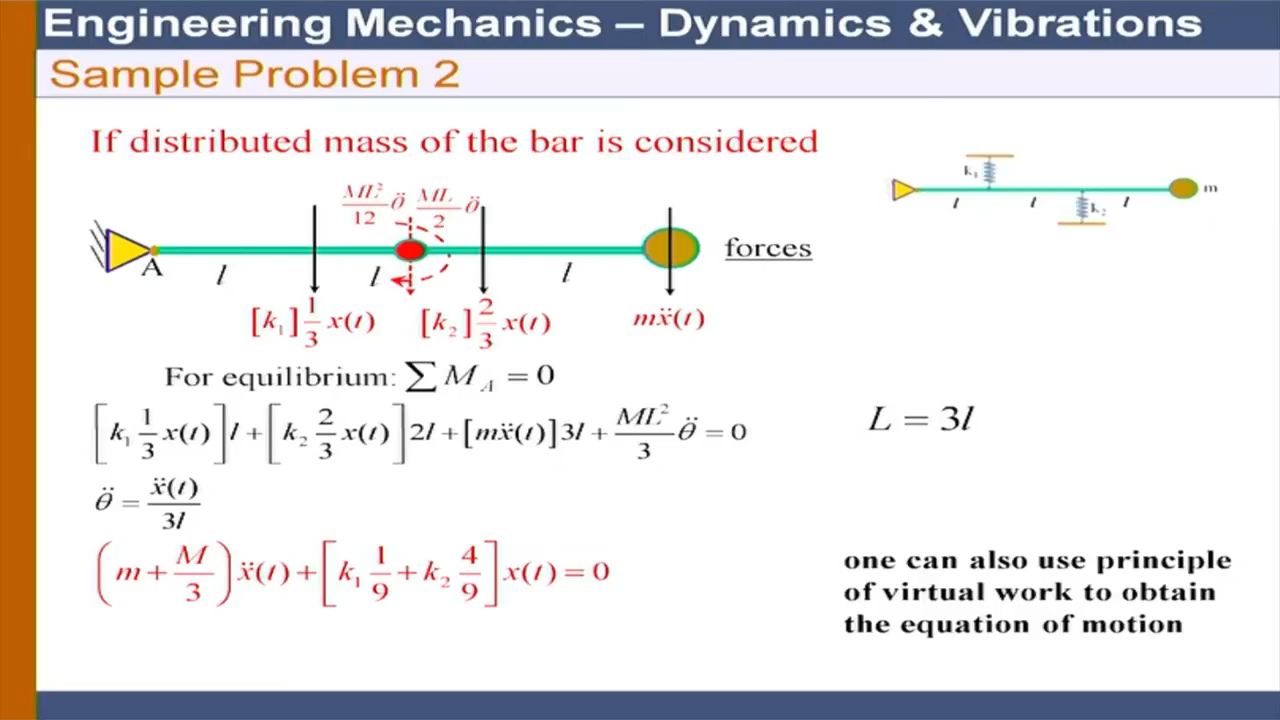 Engineering Mechanics – Dynamics & Vibrations
Sample Problem 2
If distributed mass of the bar is considered
k₁
k₂
m
l l l
ML²/12 θ̈ ML/2 θ̈
A
l l l
forces
[k₁] 1/3 x(t) [k₂] 2/3 x(t) mẍ(t)
For equilibrium: ∑ M_A = 0
[k₁ 1/3 x(t)] l + [k₂ 2/3 x(t)] 2l + [mẍ(t)] 3l + ML²/3 θ̈ = 0
L = 3l
θ̈ = ẍ(t)/3l
(m + M/3) ẍ(t) + [k₁ 1/9 + k₂ 4/9] x(t) = 0
one can also use principle
of virtual work to obtain
the equation of motion